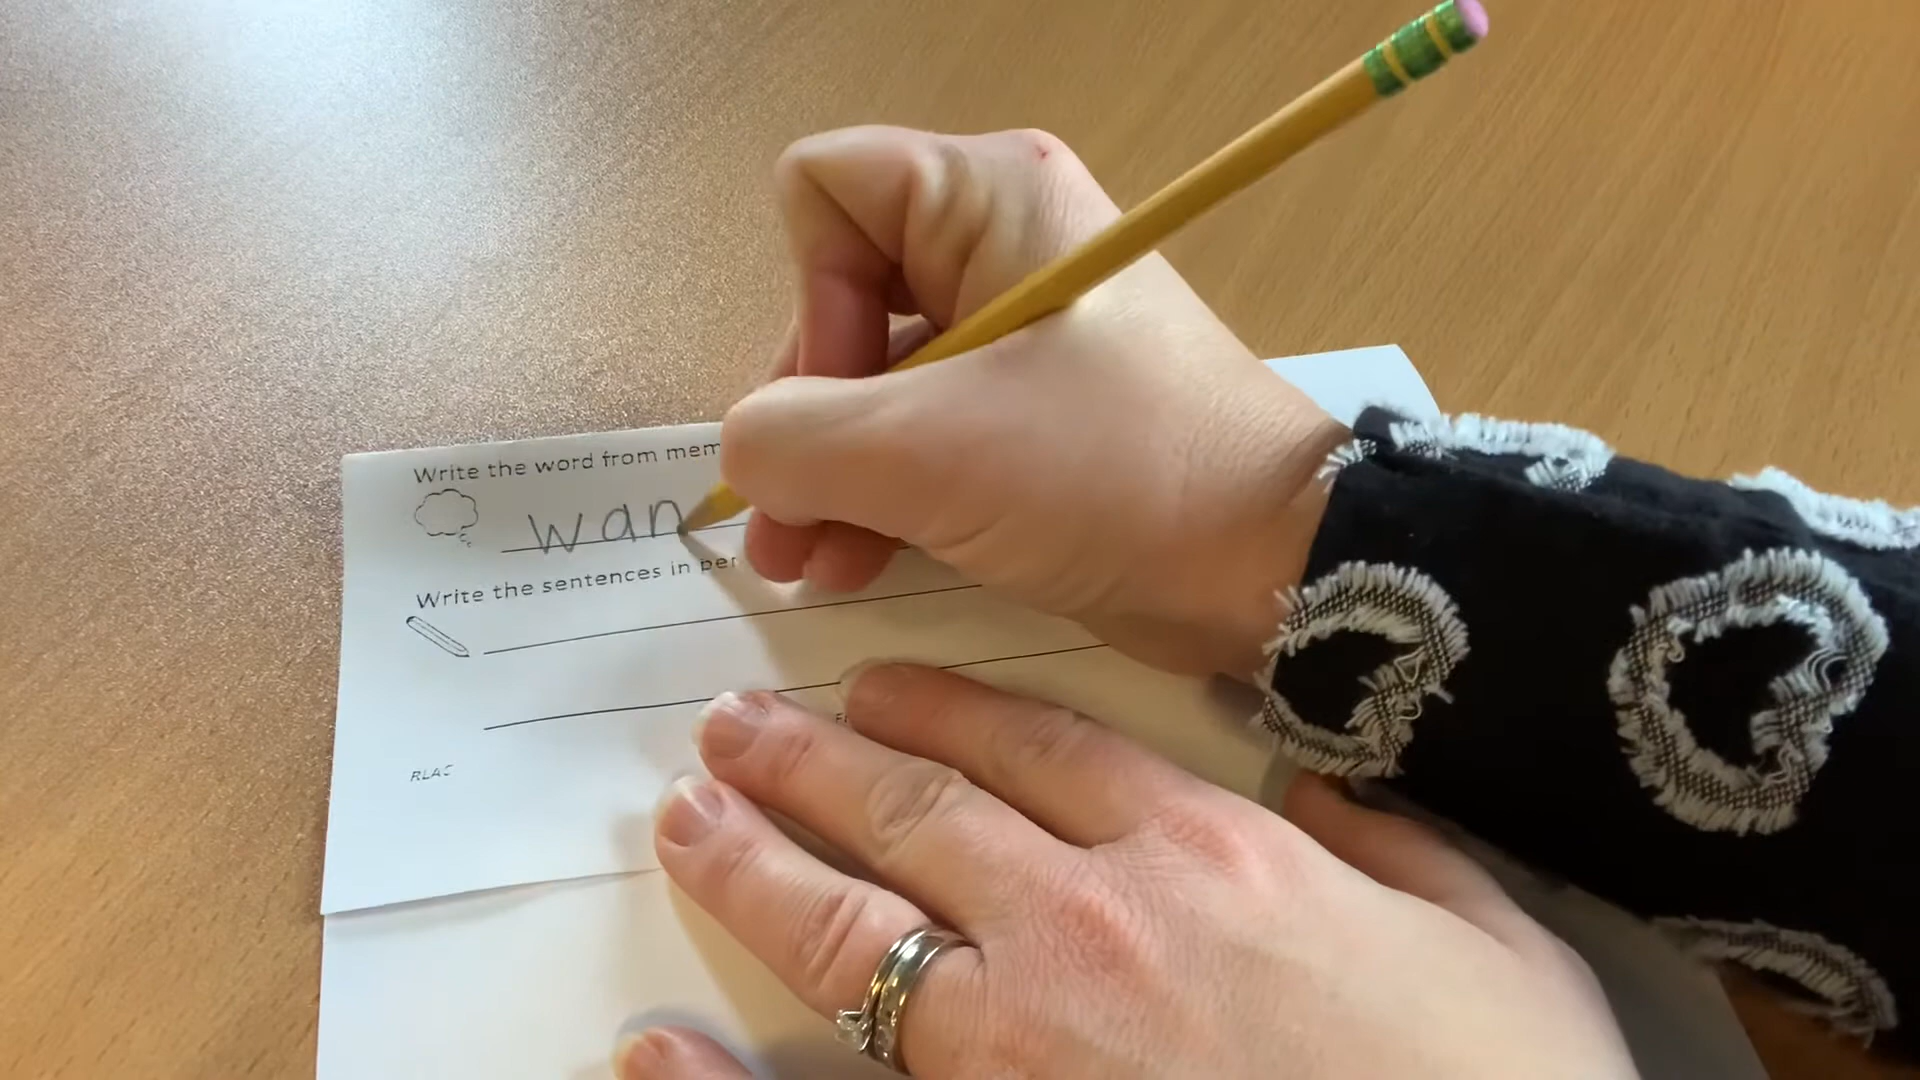 Write the word from mem
wan
Write the sentences in per
RLAC